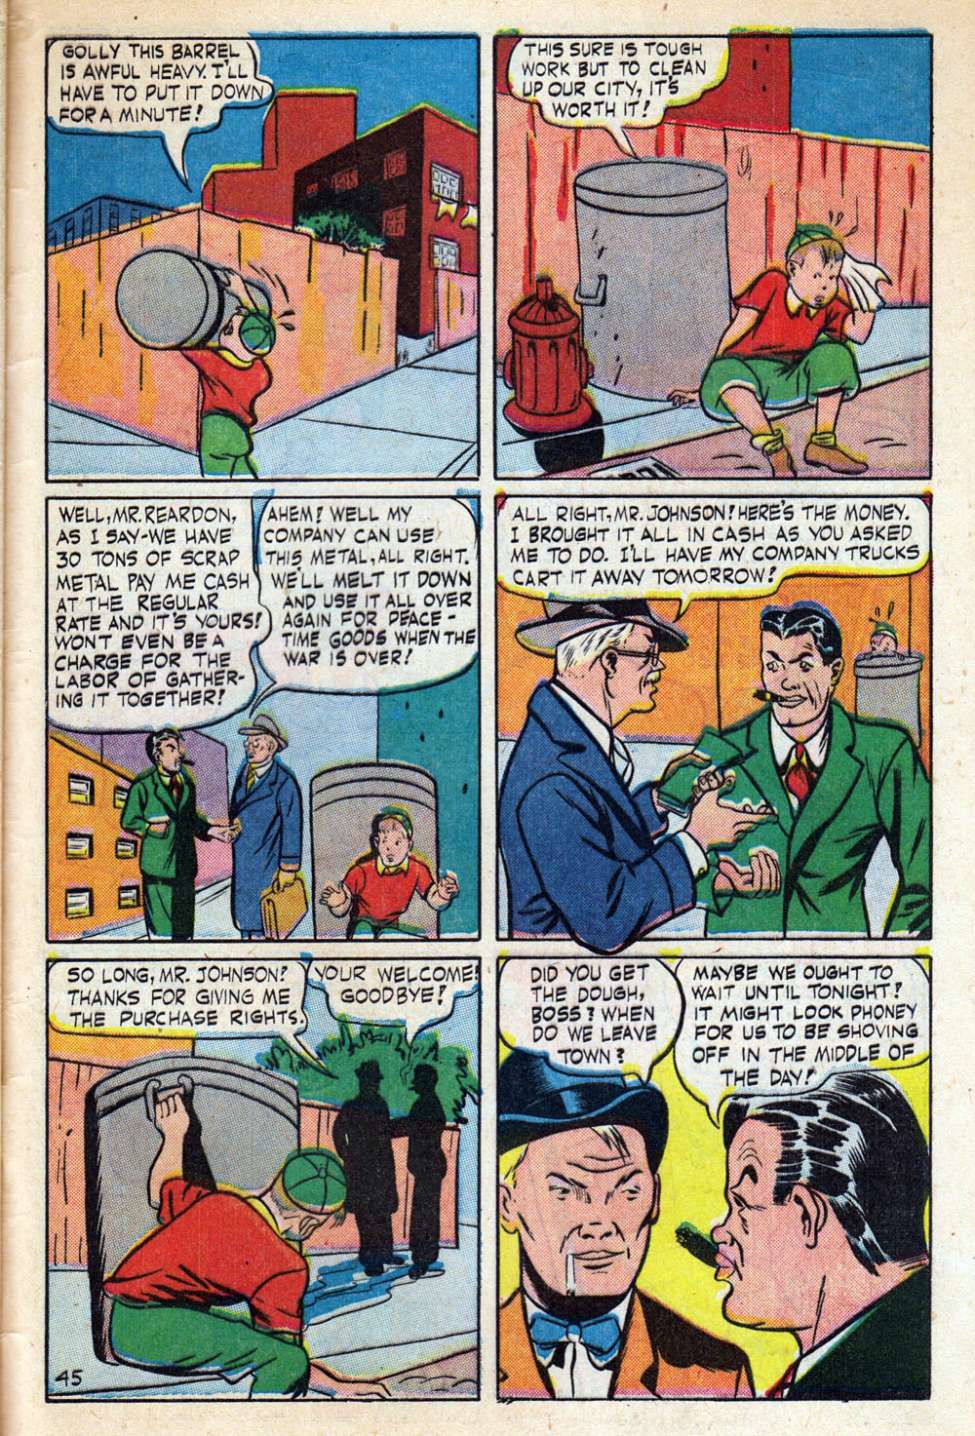 GOLLY THIS BARREL
IS AWFUL HEAVY. I'LL
HAVE TO PUT IT DOWN
FOR A MINUTE!
THIS SURE IS TOUGH
WORK BUT TO CLEAN
UP OUR CITY, IT'S
WORTH IT!
WELL, MR. REARDON,
AS I SAY-WE HAVE
30 TONS OF SCRAP
METAL PAY ME CASH
AT THE REGULAR
RATE AND IT'S YOURS!
WONT EVEN BE A
CHARGE FOR THE
LABOR OF GATHER-
ING IT TOGETHER!
AHEM! WELL MY
COMPANY CAN USE
THIS METAL, ALL RIGHT.
WE'LL MELT IT DOWN
AND USE IT ALL OVER
AGAIN FOR PEACE-
TIME GOODS WHEN THE
WAR IS OVER!
ALL RIGHT, MR. JOHNSON! HERE'S THE MONEY.
I BROUGHT IT ALL IN CASH AS YOU ASKED
ME TO DO. I'LL HAVE MY COMPANY TRUCKS
CART IT AWAY TOMORROW!
SO LONG, MR. JOHNSON!
THANKS FOR GIVING ME
THE PURCHASE RIGHTS.
YOUR WELCOME!
GOODBYE!
DID YOU GET
THE DOUGH,
BOSS? WHEN
DO WE LEAVE
TOWN?
MAYBE WE OUGHT TO
WAIT UNTIL TONIGHT!
IT MIGHT LOOK PHONEY
FOR US TO BE SHOVING
OFF IN THE MIDDLE OF
THE DAY!
45